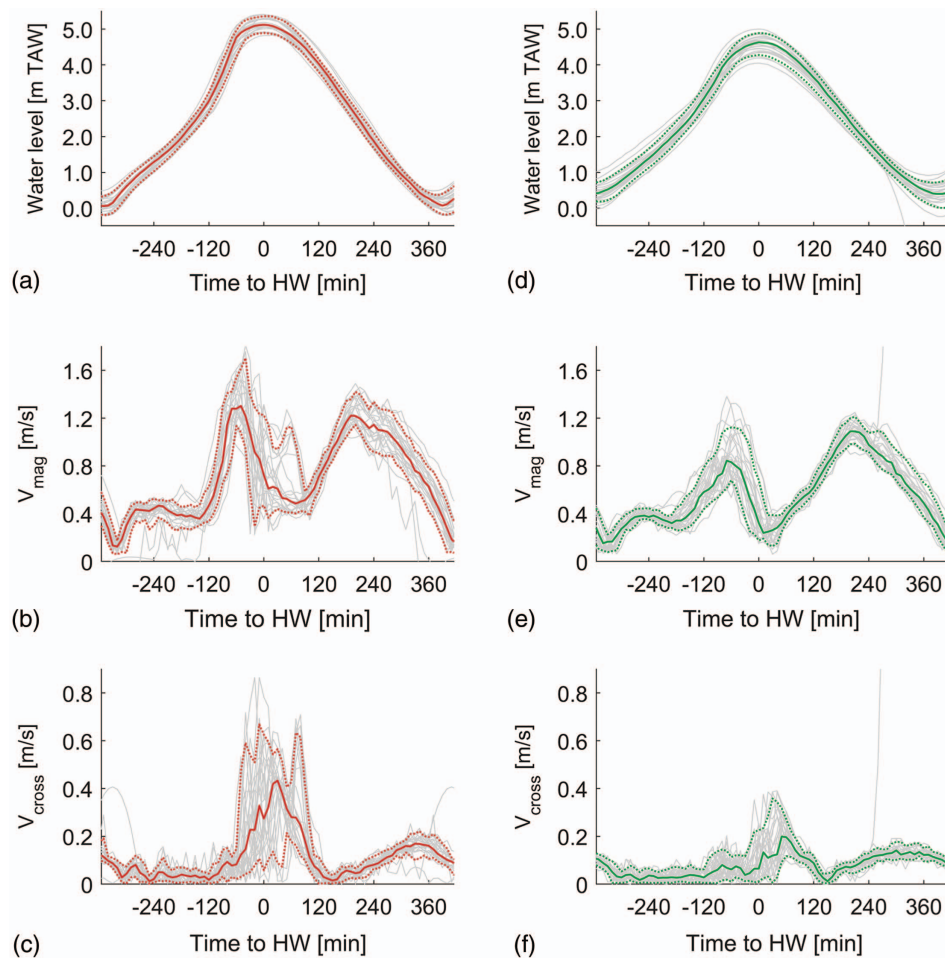 5.0
4.0
3.0
2.0
1.0
0.0
Water level [m TAW]
-240 -120 0 120 240 360
(a) Time to HW [min]
5.0
4.0
3.0
2.0
1.0
0.0
Water level [m TAW]
-240 -120 0 120 240 360
(d) Time to HW [min]
1.6
1.2
0.8
0.4
0
Vmag [m/s]
-240 -120 0 120 240 360
(b) Time to HW [min]
1.6
1.2
0.8
0.4
0
Vmag [m/s]
-240 -120 0 120 240 360
(e) Time to HW [min]
0.8
0.6
0.4
0.2
0
Vcross [m/s]
-240 -120 0 120 240 360
(c) Time to HW [min]
0.8
0.6
0.4
0.2
0
Vcross [m/s]
-240 -120 0 120 240 360
(f) Time to HW [min]